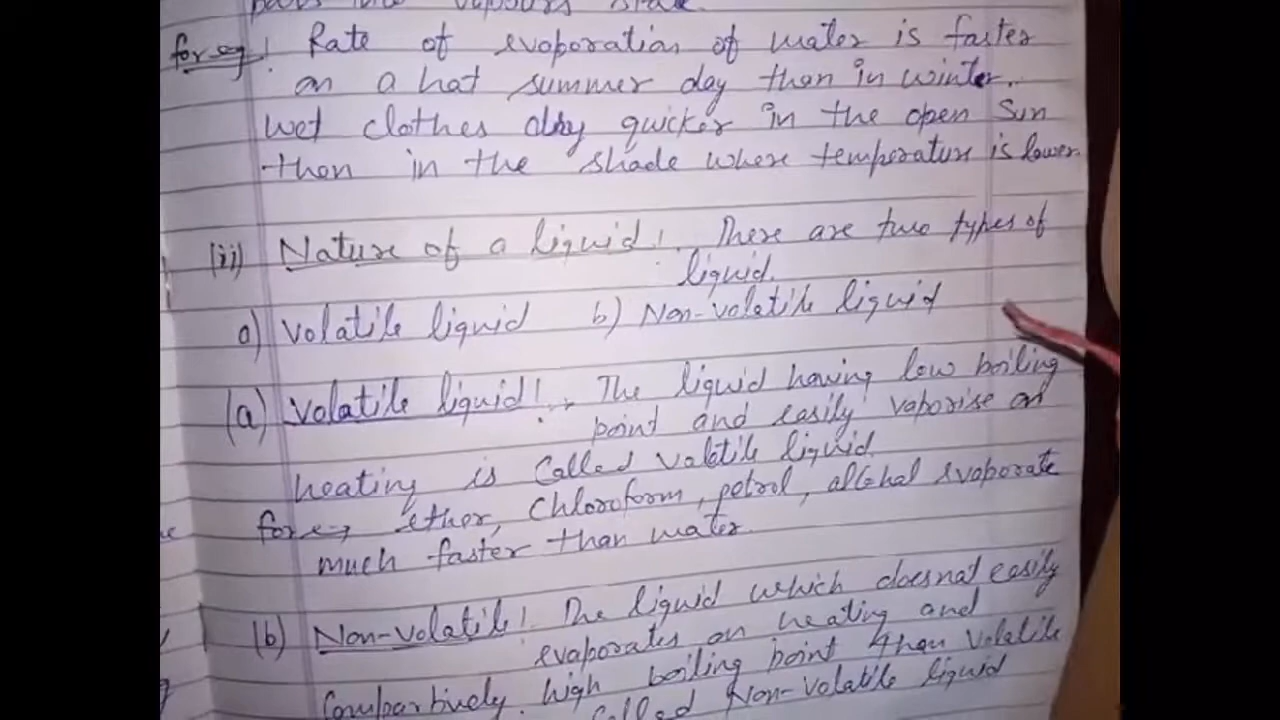 vapours state.
for eg! Rate of evaporation of water is faster
on a hot summer day than in winter.
Wet clothes dry quicker in the open Sun
than in the shade where temperature is lower.
(ii) Nature of a liquid!. There are two types of
liquid.
a) Volatile liquid b) Non-volatile liquid
(a) Volatile liquid!.. The liquid having low boiling
point and easily vaporise on
heating is Called volatile liquid.
for eg ether, Chloroform, petrol, alcohal evaporate
much faster than water.
(b) Non-volatile!. The liquid which doesnot easily
evaporates on heating and
Compartively high boiling point than volatile
Called Non-volatile liquid